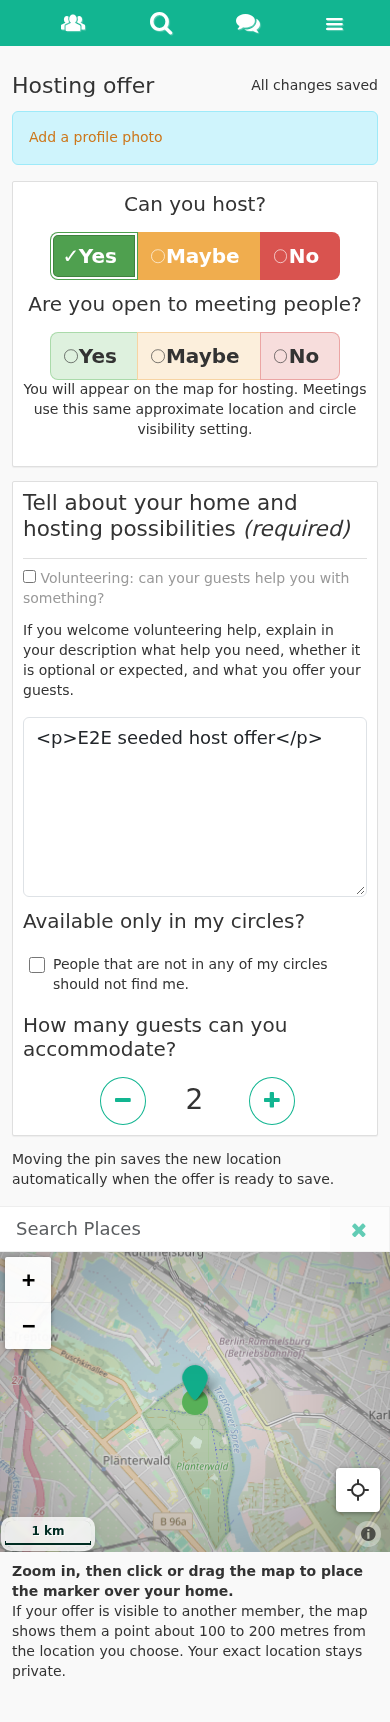 Hosting offer
All changes saved
Add a profile photo
Can you host?
✓Yes
Maybe
No
Are you open to meeting people?
Yes
Maybe
No
You will appear on the map for hosting. Meetings
use this same approximate location and circle
visibility setting.
Tell about your home and
hosting possibilities (required)
Volunteering: can your guests help you with
something?
If you welcome volunteering help, explain in
your description what help you need, whether it
is optional or expected, and what you offer your
guests.
<p>E2E seeded host offer</p>
Available only in my circles?
People that are not in any of my circles
should not find me.
How many guests can you
accommodate?
2
Moving the pin saves the new location
automatically when the offer is ready to save.
Search Places
Rummelsburg
+
−
Berlin-Rummelsburg
(Betriebsbahnhof)
Puschkinallee
Treptower Spree
Plänterwald
Plänterwald
B 96a
1 km
Zoom in, then click or drag the map to place
the marker over your home.
If your offer is visible to another member, the map
shows them a point about 100 to 200 metres from
the location you choose. Your exact location stays
private.